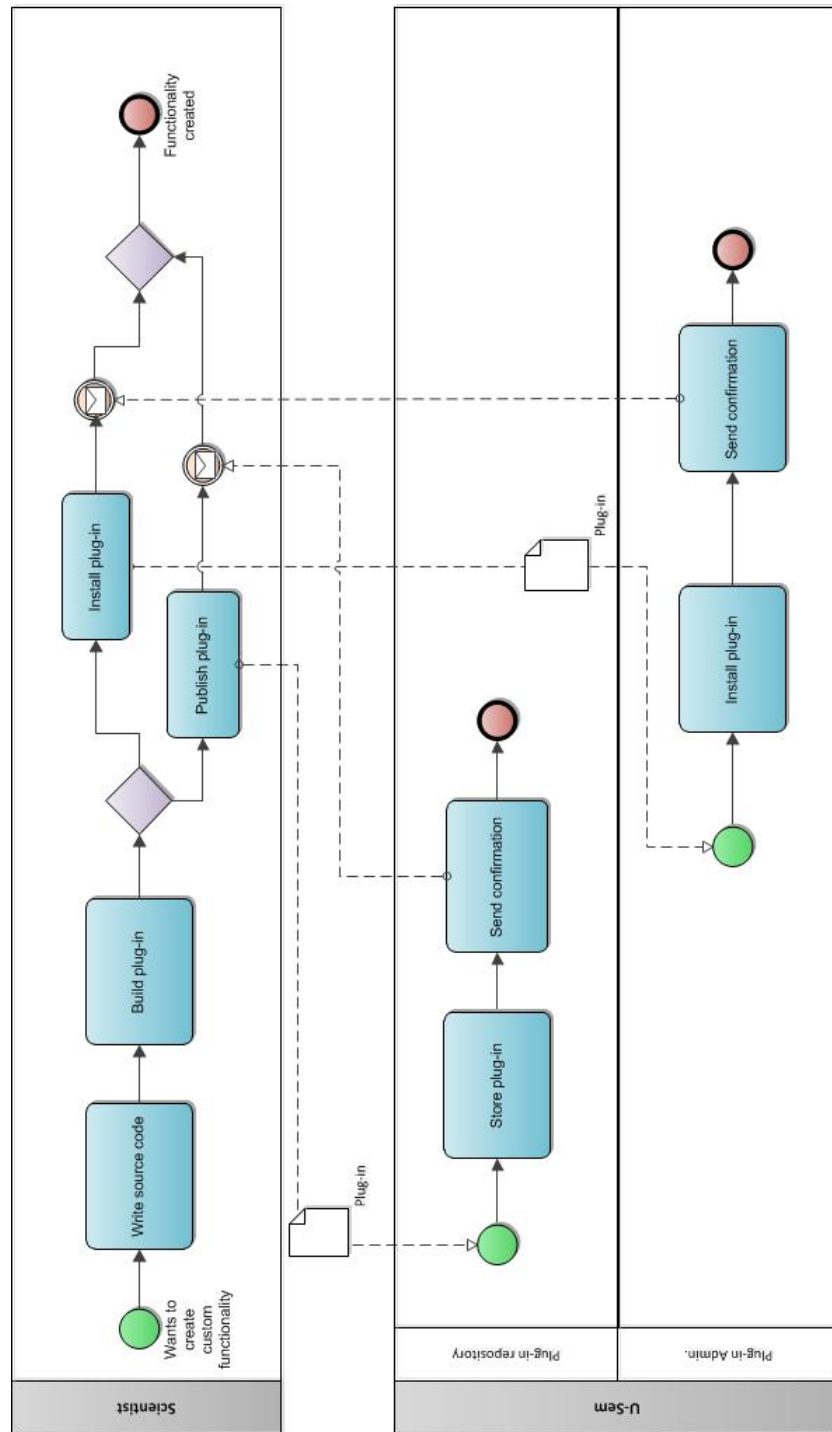 Scientist
Wants to
create
custom
functionality
Write source code
Build plug-in
Install plug-in
Publish plug-in
Functionality
created
Plug-in
Plug-in
U-Sem
Plug-in repository
Store plug-in
Send confirmation
Plug-in Admin.
Install plug-in
Send confirmation